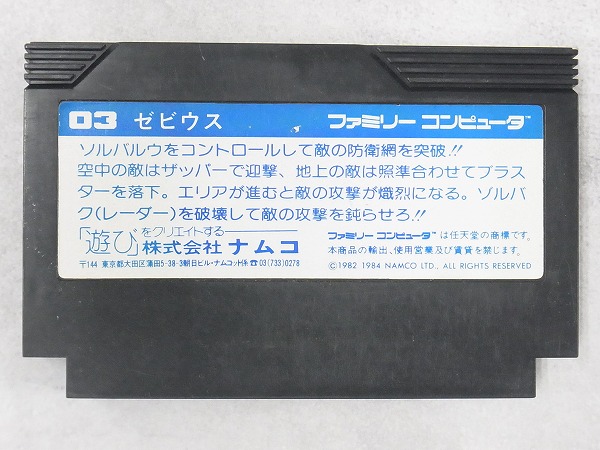 03 ゼビウス ファミリー コンピュータ™
ソルバルウをコントロールして敵の防衛網を突破!!
空中の敵はザッパーで迎撃、地上の敵は照準合わせてブラス
ターを落下。エリアが進むと敵の攻撃が熾烈になる。ソルバ
ク(レーダー)を破壊して敵の攻撃を鈍らせろ!!
「遊び」をクリエイトする
株式会社 ナムコ
〒144 東京都大田区蒲田5-38-3朝日ビル・ナムコットHK☎03(733)0278
ファミリー コンピュータ™は任天堂の商標です。
本商品の輸出、使用営業及び賃貸を禁じます。
©1982 1984 NAMCO LTD., ALL RIGHTS RESERVED